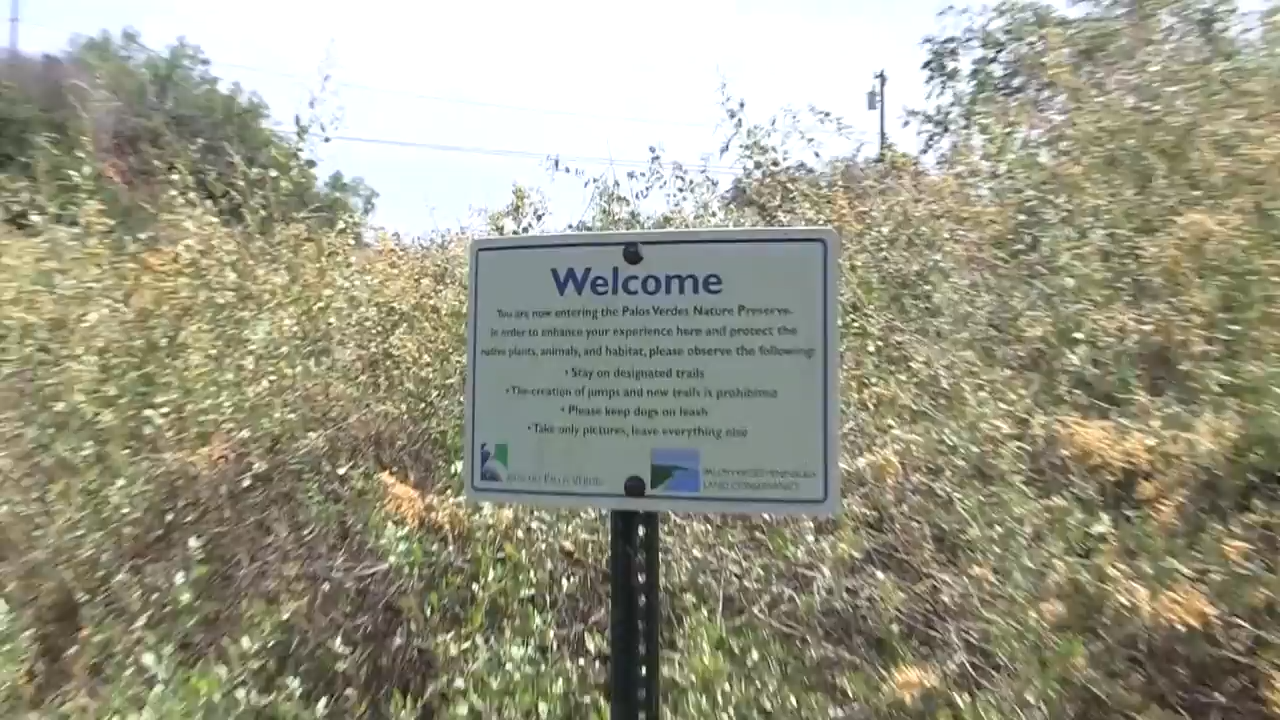 Welcome
You are now entering the Palos Verdes Nature Preserve.
In order to enhance your experience here and protect the
native plants, animals, and habitat, please observe the following:
• Stay on designated trails
• The creation of jumps and new trails is prohibited
• Please keep dogs on leash
• Take only pictures, leave everything else
RANCHO PALOS VERDES
PALOS VERDES PENINSULA
LAND CONSERVANCY